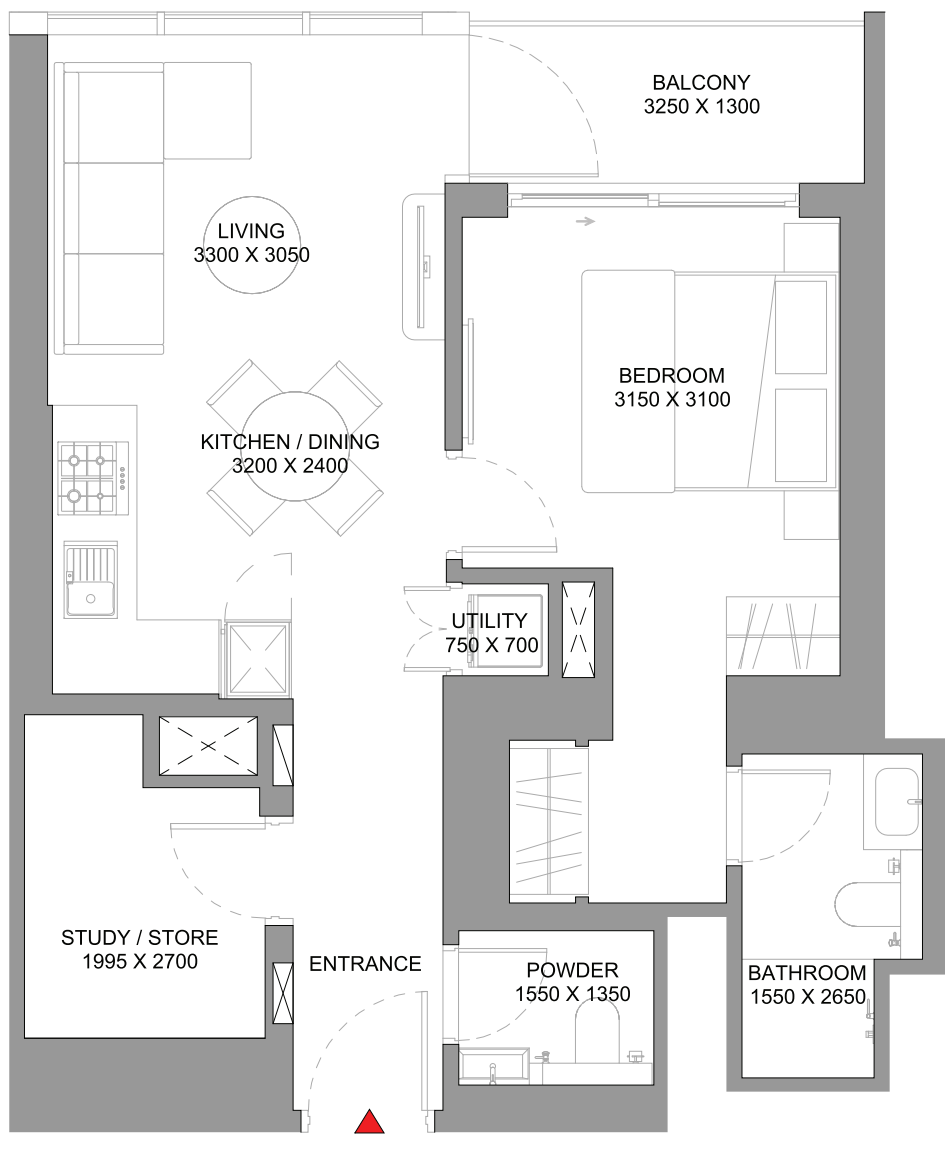 BALCONY
3250 X 1300
LIVING
3300 X 3050
BEDROOM
3150 X 3100
KITCHEN / DINING
3200 X 2400
UTILITY
750 X 700
STUDY / STORE
1995 X 2700
ENTRANCE
POWDER
1550 X 1350
BATHROOM
1550 X 2650